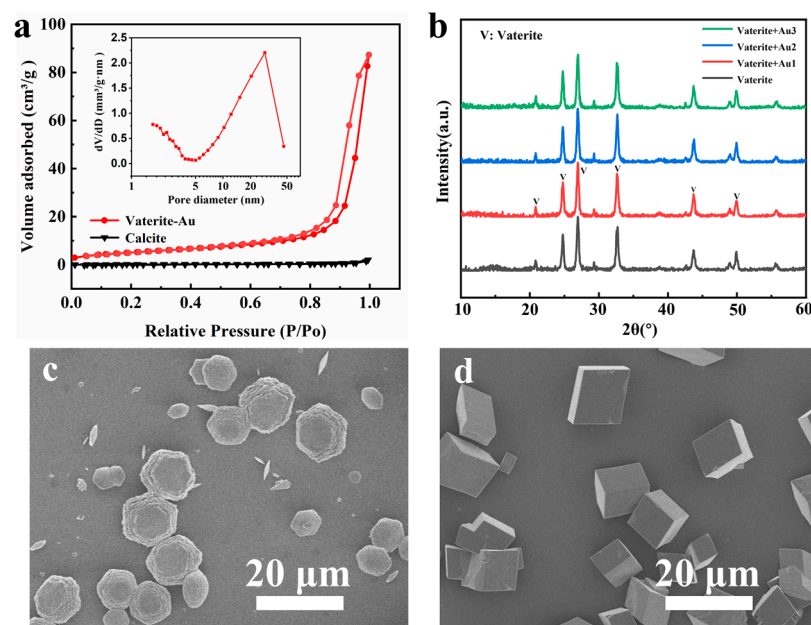 a
Volume adsorbed (cm³/g )
100
80
60
40
20
10
0
0.0 0.2 0.4 0.6 0.8 1.0
Relative Pressure (P/Po)
Vaterite-Au
Calcite
dV/dD (mm³/g·nm)
2.5
2.0
1.5
1.0
0.5
0.0
1 5 10 20 50
Pore diameter (nm)
b
V: Vaterite
Vaterite+Au3
Vaterite+Au2
Vaterite+Au1
Vaterite
Intensity(a.u.)
V V V V V V V
10 20 30 40 50 60
2θ(°)
c
20 μm
d
20 μm